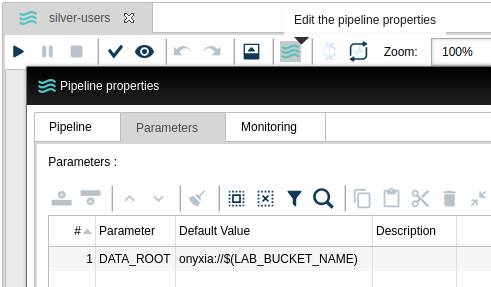 silver-users
Edit the pipeline properties
Zoom: 100%
Pipeline properties
Pipeline Parameters Monitoring
Parameters :
# Parameter Default Value Description
1 DATA_ROOT onyxia://$(LAB_BUCKET_NAME)